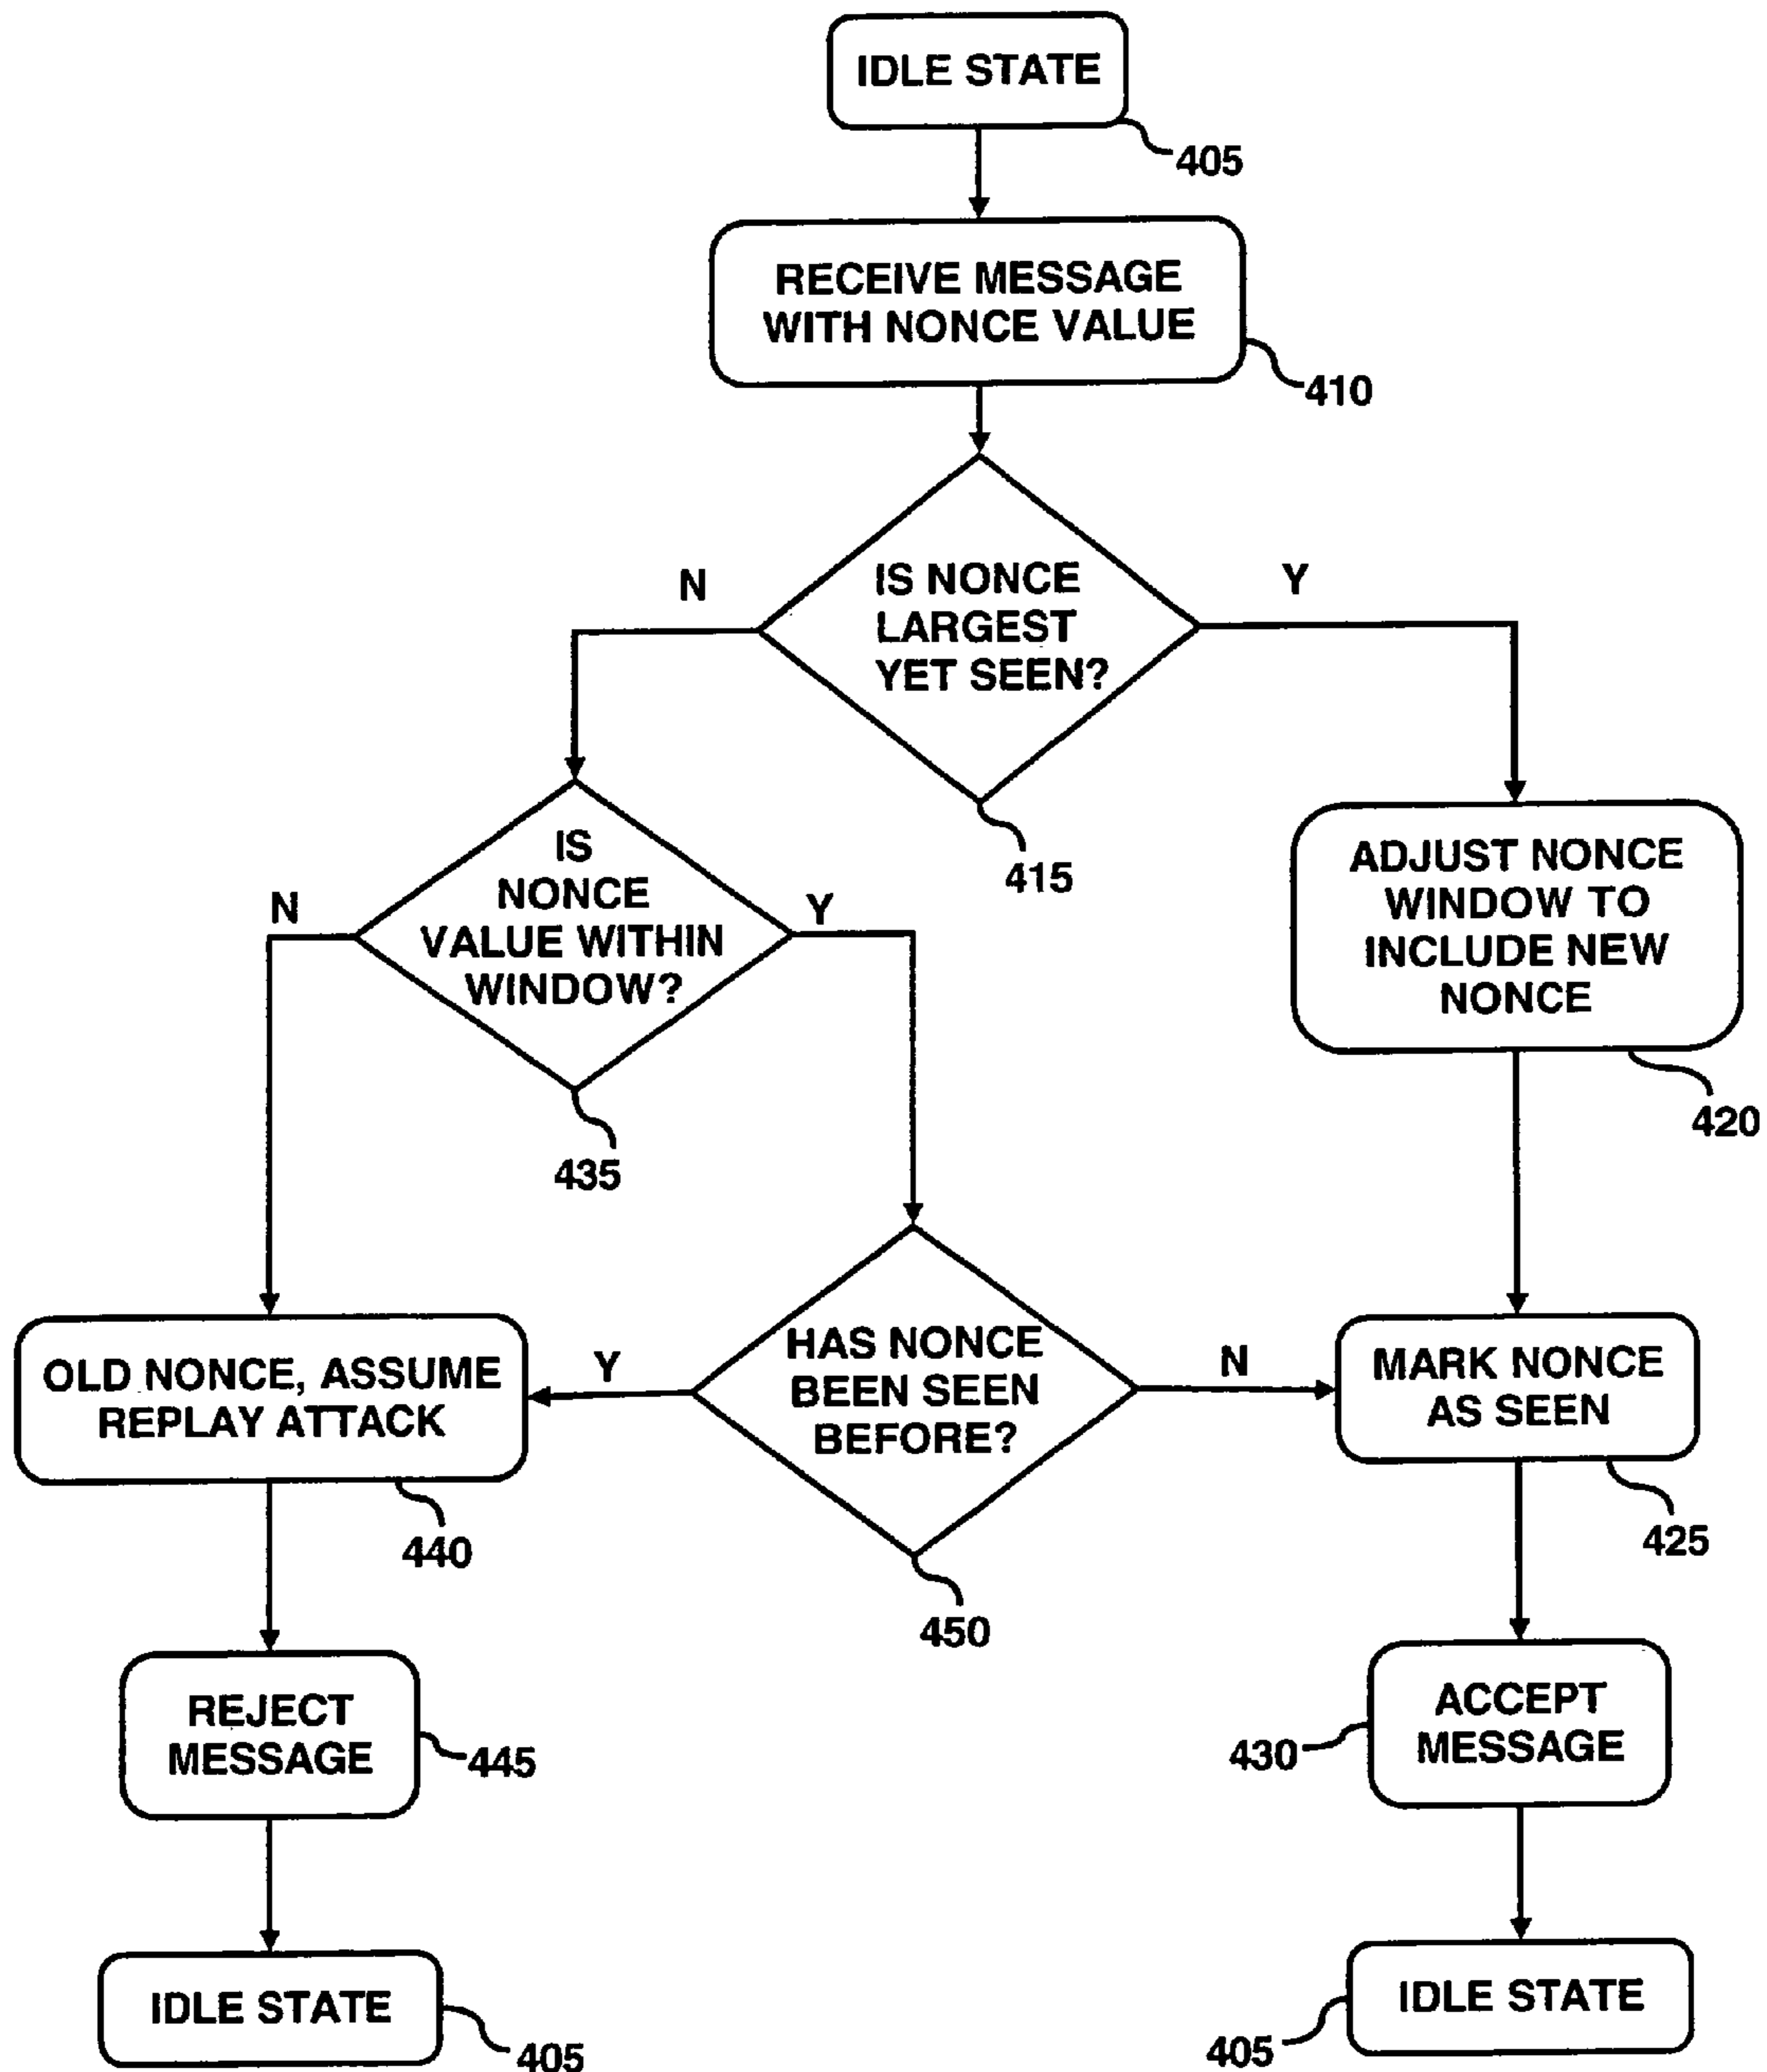 IDLE STATE
405
RECEIVE MESSAGE
WITH NONCE VALUE
410
N
IS NONCE
LARGEST
YET SEEN?
Y
415
IS
NONCE
VALUE WITHIN
WINDOW?
N
Y
435
ADJUST NONCE
WINDOW TO
INCLUDE NEW
NONCE
420
OLD NONCE, ASSUME
REPLAY ATTACK
440
Y
HAS NONCE
BEEN SEEN
BEFORE?
N
450
MARK NONCE
AS SEEN
425
REJECT
MESSAGE
445
ACCEPT
MESSAGE
430
IDLE STATE
405
IDLE STATE
405